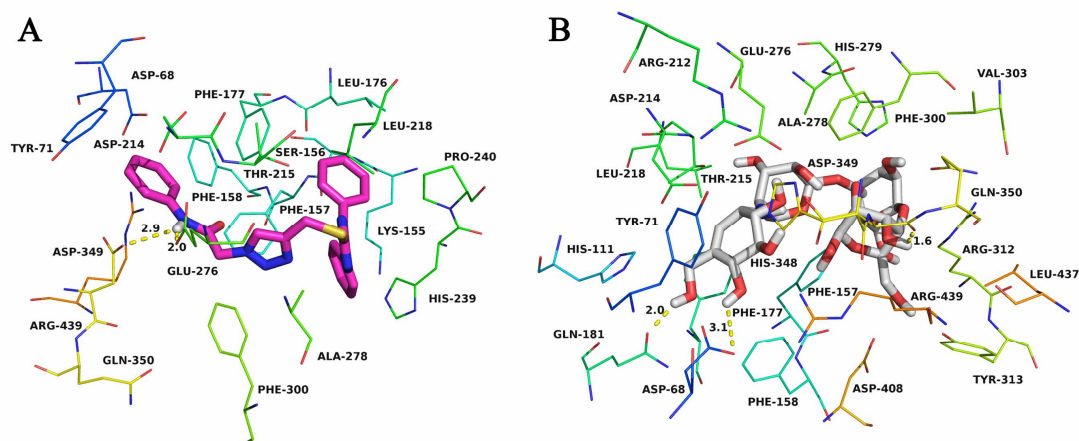 A
ASP-68
PHE-177
LEU-176
LEU-218
TYR-71
ASP-214
SER-156
PRO-240
THR-215
PHE-158
PHE-157
LYS-155
2.9
ASP-349
2.0
GLU-276
HIS-239
ARG-439
ALA-278
GLN-350
PHE-300
B
GLU-276
HIS-279
ARG-212
VAL-303
ASP-214
ALA-278
PHE-300
ASP-349
LEU-218
THR-215
GLN-350
TYR-71
1.6
HIS-111
HIS-348
ARG-312
LEU-437
PHE-157
ARG-439
2.0
PHE-177
3.1
GLN-181
ASP-68
TYR-313
ASP-408
PHE-158